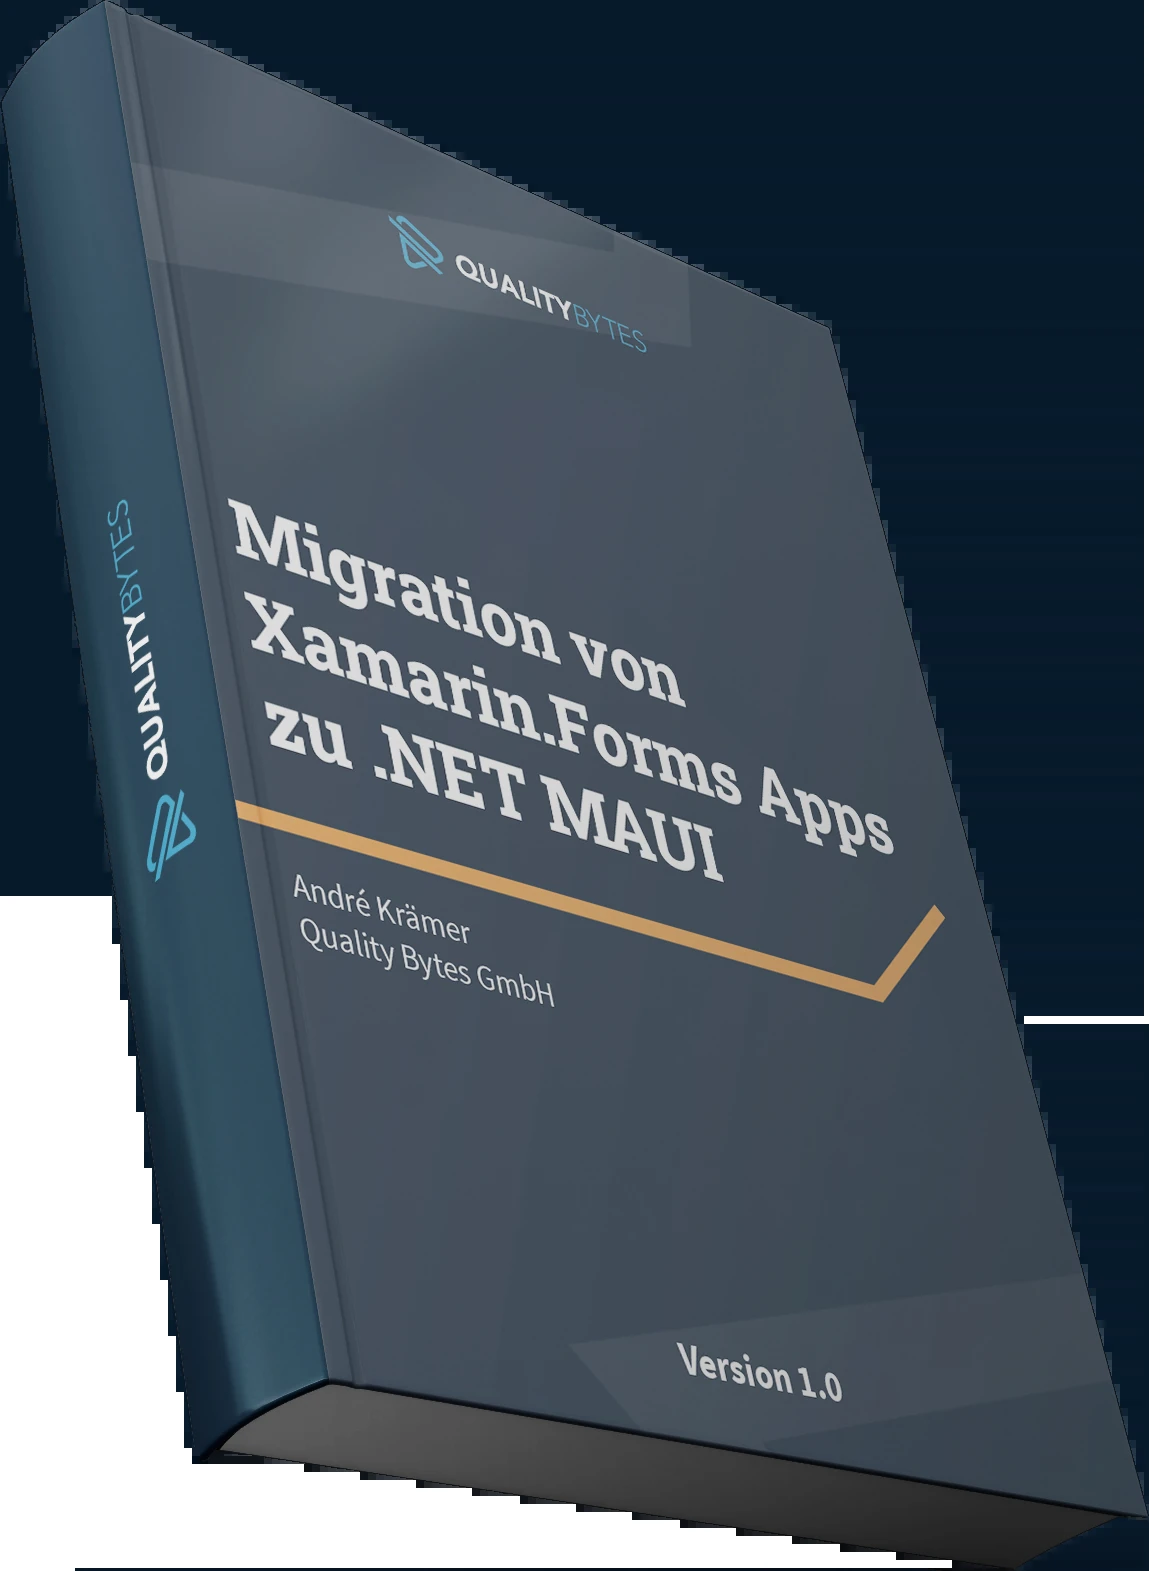 QUALITYBYTES
Migration von
Xamarin.Forms Apps
zu .NET MAUI
André Krämer
Quality Bytes GmbH
Version 1.0
QUALITYBYTES